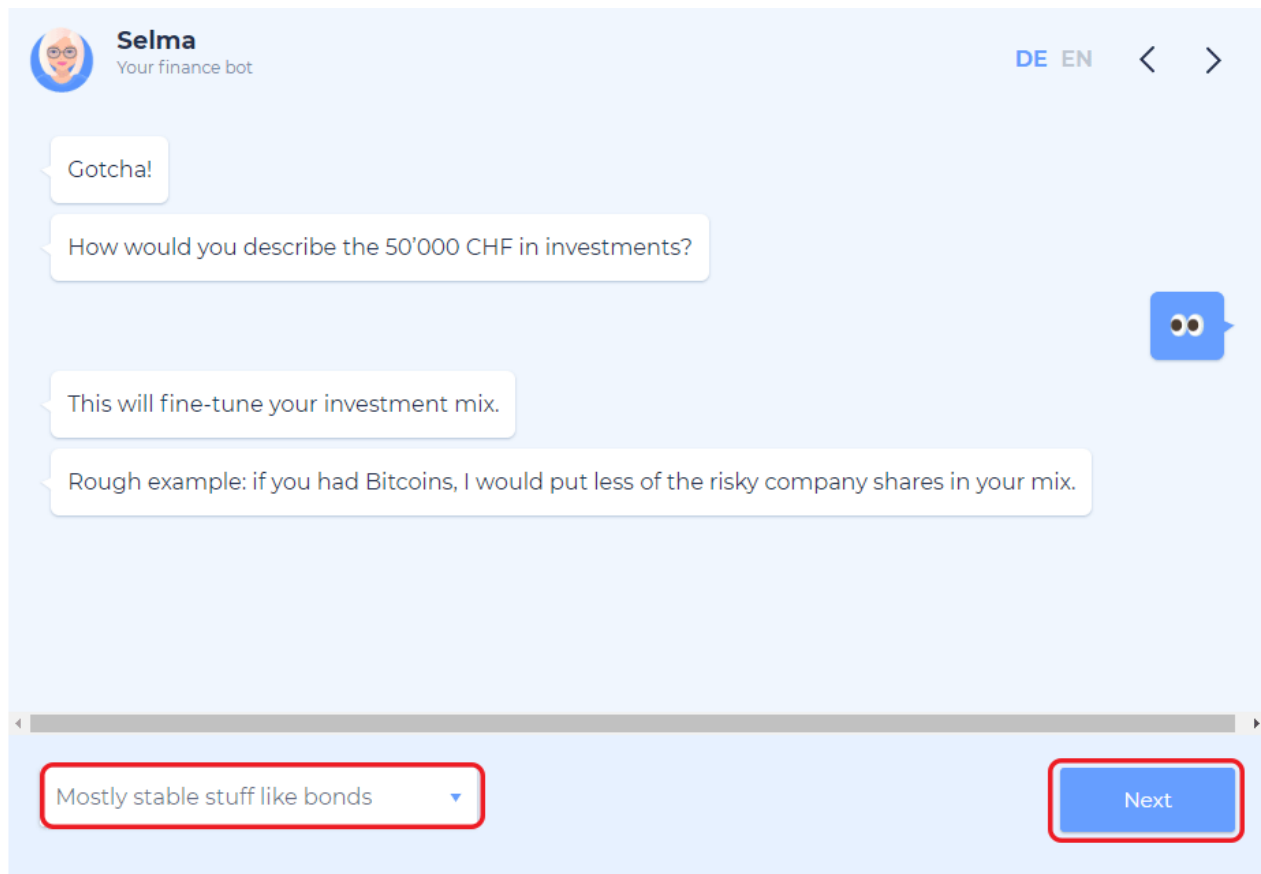 Selma
Your finance bot
DE EN
Gotcha!
How would you describe the 50’000 CHF in investments?
This will fine-tune your investment mix.
Rough example: if you had Bitcoins, I would put less of the risky company shares in your mix.
Mostly stable stuff like bonds
Next